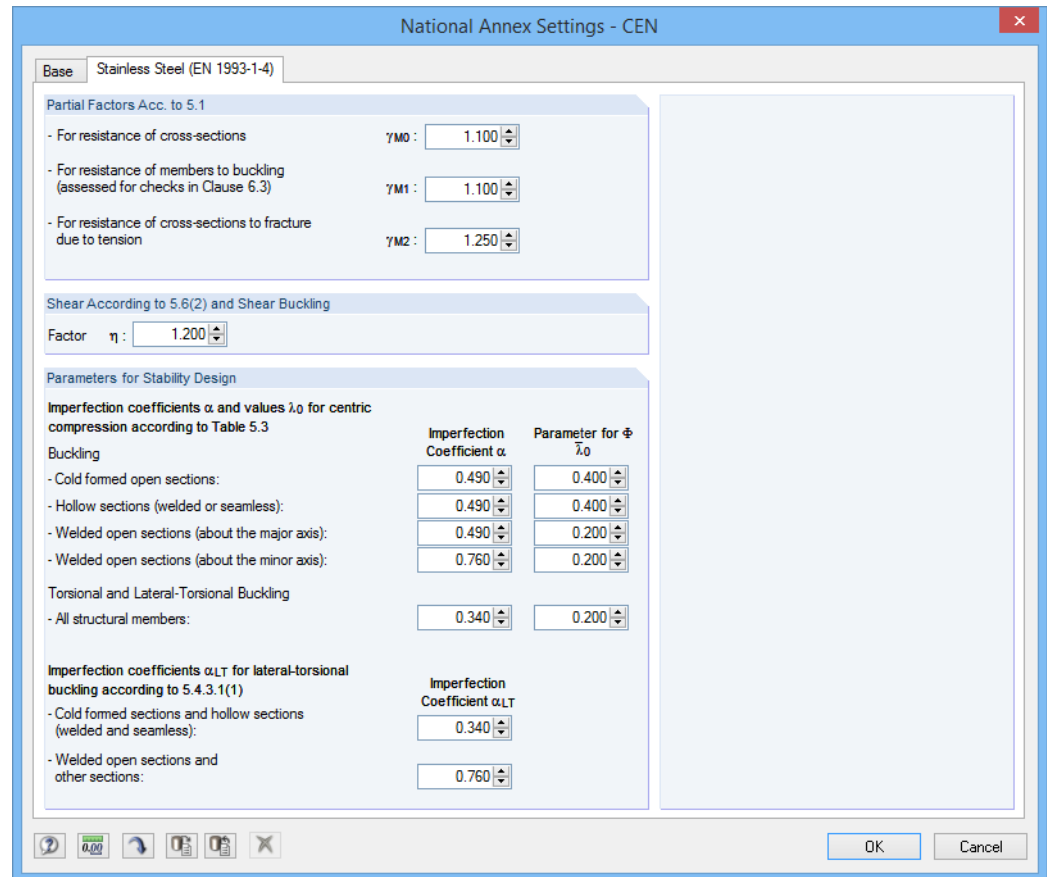 National Annex Settings - CEN
Base Stainless Steel (EN 1993-1-4)
Partial Factors Acc. to 5.1
- For resistance of cross-sections γM0 : 1.100
- For resistance of members to buckling
(assessed for checks in Clause 6.3) γM1 : 1.100
- For resistance of cross-sections to fracture
due to tension γM2 : 1.250
Shear According to 5.6(2) and Shear Buckling
Factor η : 1.200
Parameters for Stability Design
Imperfection coefficients α and values λ0 for centric
compression according to Table 5.3
Imperfection Parameter for Φ
Buckling Coefficient α λ̅0
- Cold formed open sections: 0.490 0.400
- Hollow sections (welded or seamless): 0.490 0.400
- Welded open sections (about the major axis): 0.490 0.200
- Welded open sections (about the minor axis): 0.760 0.200
Torsional and Lateral-Torsional Buckling
- All structural members: 0.340 0.200
Imperfection coefficients αLT for lateral-torsional
buckling according to 5.4.3.1(1)
Imperfection
Coefficient αLT
- Cold formed sections and hollow sections
(welded and seamless): 0.340
- Welded open sections and
other sections: 0.760
0.00 OK Cancel